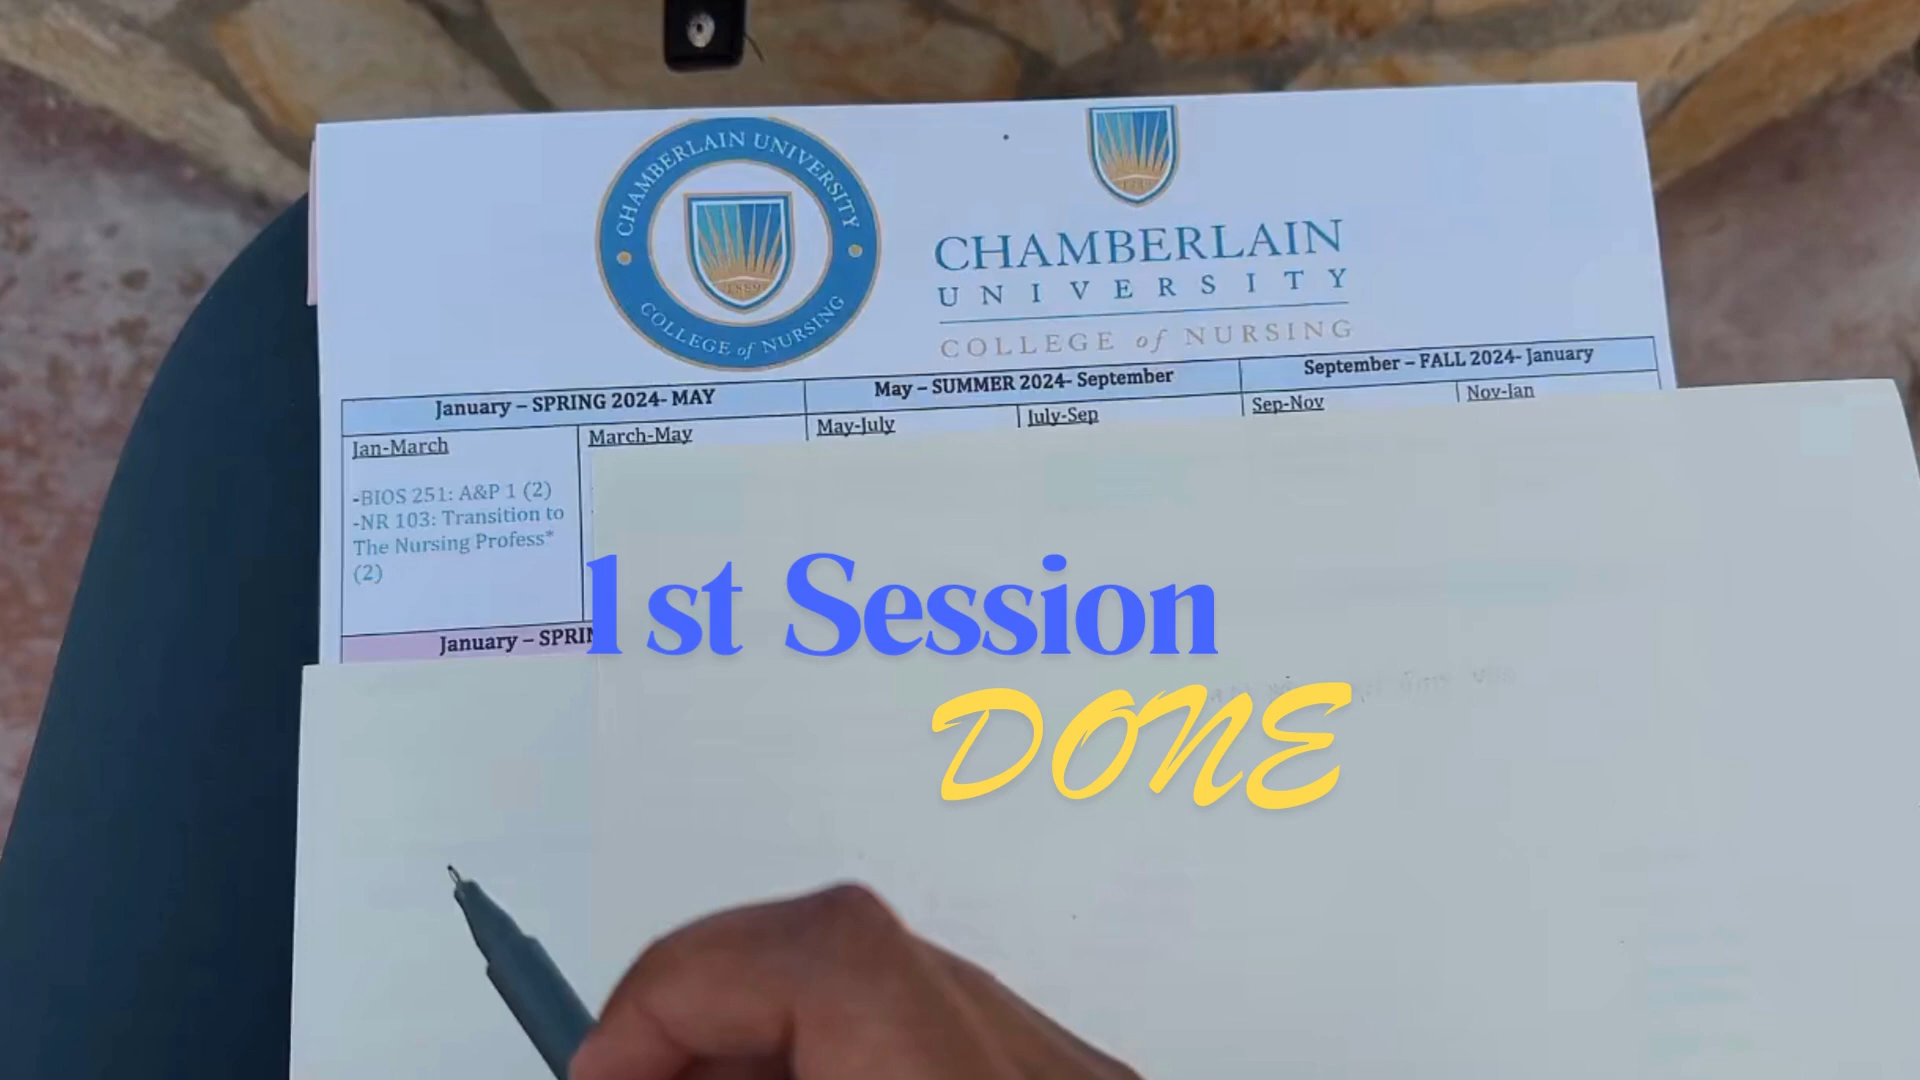 CHAMBERLAIN UNIVERSITY
1889
COLLEGE of NURSING
CHAMBERLAIN
UNIVERSITY
COLLEGE of NURSING
January – SPRING 2024- MAY
May – SUMMER 2024- September
September – FALL 2024- January
Jan-March
March-May
May-July
July-Sep
Sep-Nov
Nov-Jan
-BIOS 251: A&P 1 (2)
-NR 103: Transition to
The Nursing Profess*
(2)
January – SPRIN
1st Session
DONE